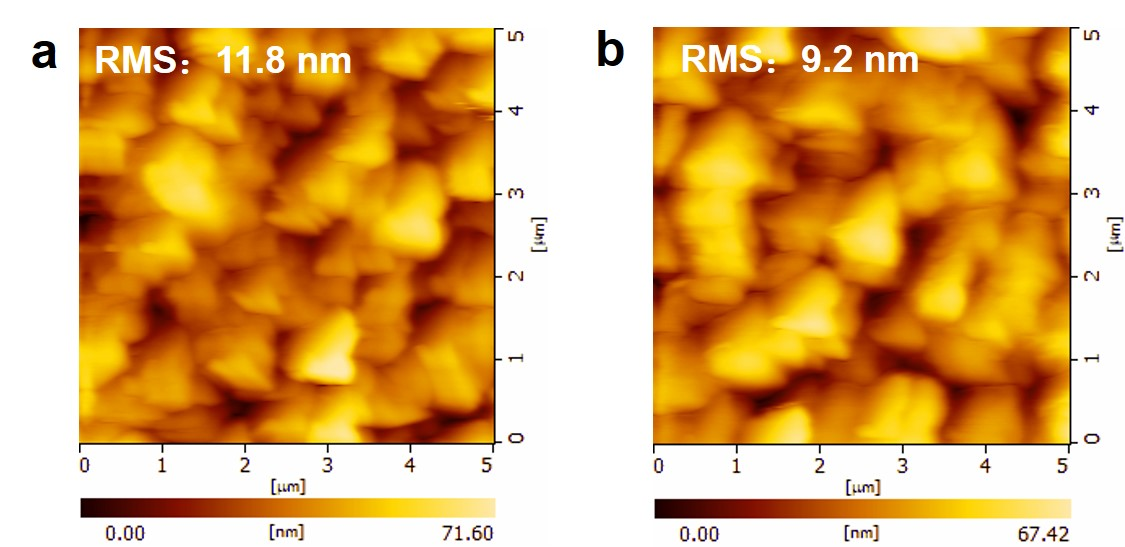 a
RMS： 11.8 nm
5
4
3
2
1
0
[μm]
0 1 2 3 4 5
[μm]
0.00 [nm] 71.60
b
RMS： 9.2 nm
5
4
3
2
1
0
[μm]
0 1 2 3 4 5
[μm]
0.00 [nm] 67.42